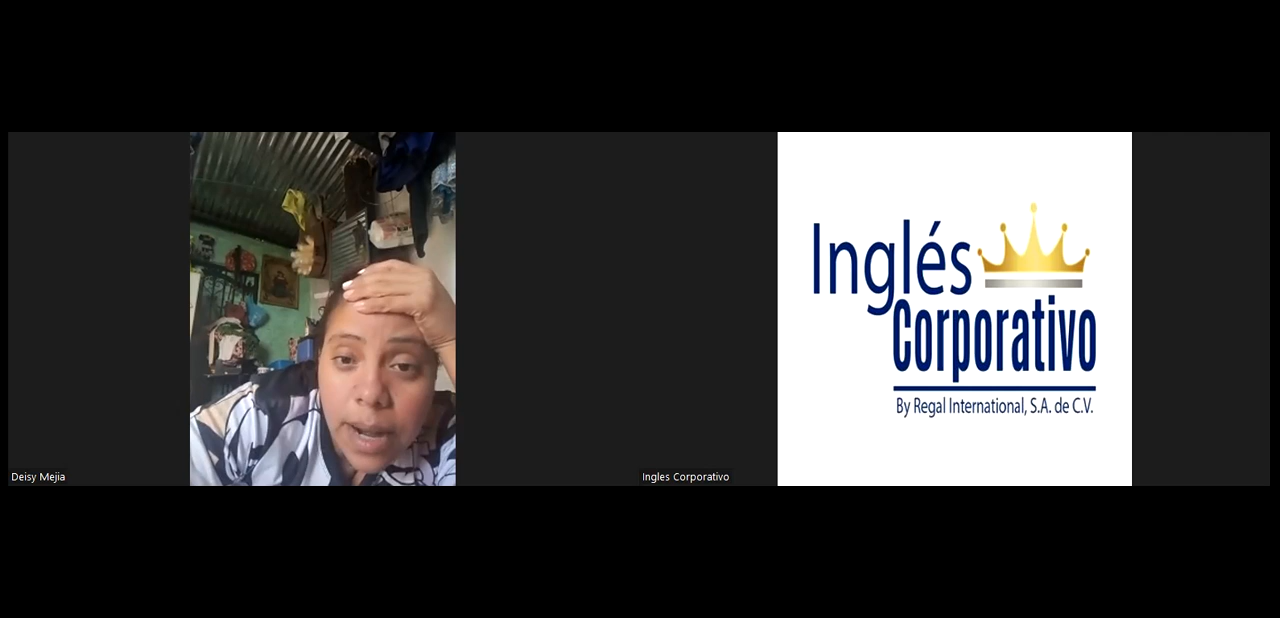 Inglés
Corporativo
By Regal International, S.A. de C.V.
Deisy Mejia
Ingles Corporativo